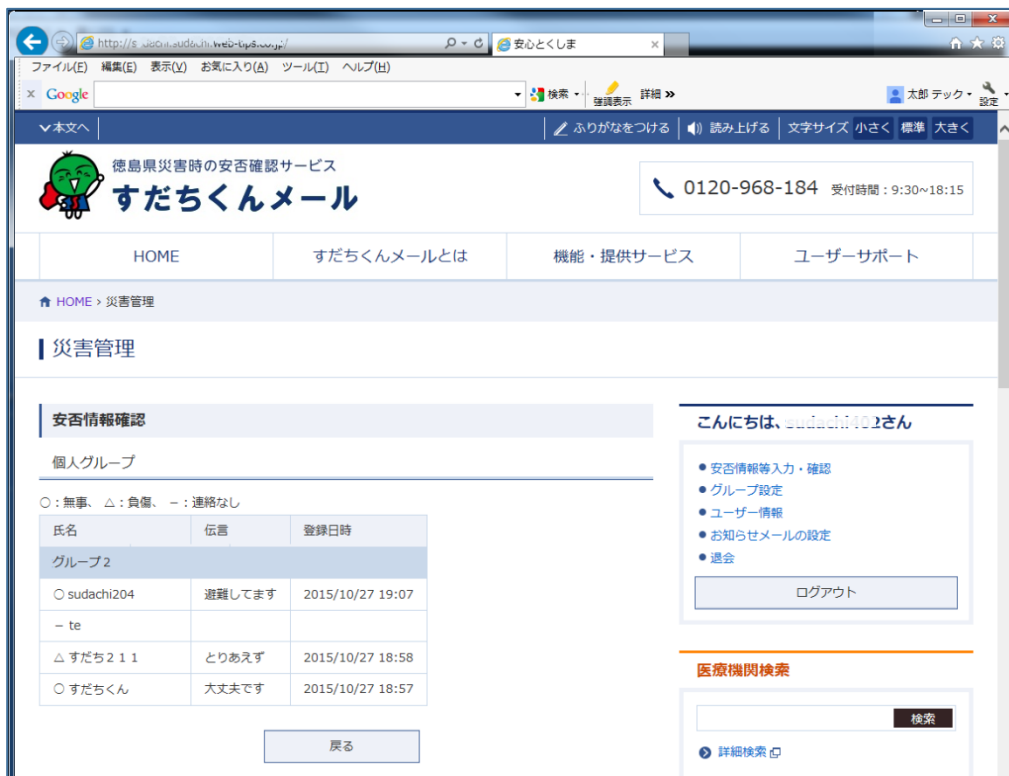 http://s
web-tips.co.jp/
安心とくしま
ファイル(F) 編集(E) 表示(V) お気に入り(A) ツール(T) ヘルプ(H)
× Google 検索 強調表示 詳細 » 太郎 テック 設定
本文へ ふりがなをつける 読み上げる 文字サイズ 小さく 標準 大きく
徳島県災害時の安否確認サービス
すだちくんメール
0120-968-184 受付時間：9:30~18:15
HOME すだちくんメールとは 機能・提供サービス ユーザーサポート
HOME › 災害管理
災害管理
安否情報確認
個人グループ
○：無事、 △：負傷、 −：連絡なし
氏名 伝言 登録日時
グループ2
○ sudachi204 避難してます 2015/10/27 19:07
− te
△ すだち２１１ とりあえず 2015/10/27 18:58
○ すだちくん 大丈夫です 2015/10/27 18:57
戻る
こんにちは、さん
● 安否情報等入力・確認
● グループ設定
● ユーザー情報
● お知らせメールの設定
● 退会
ログアウト
医療機関検索
検索
詳細検索